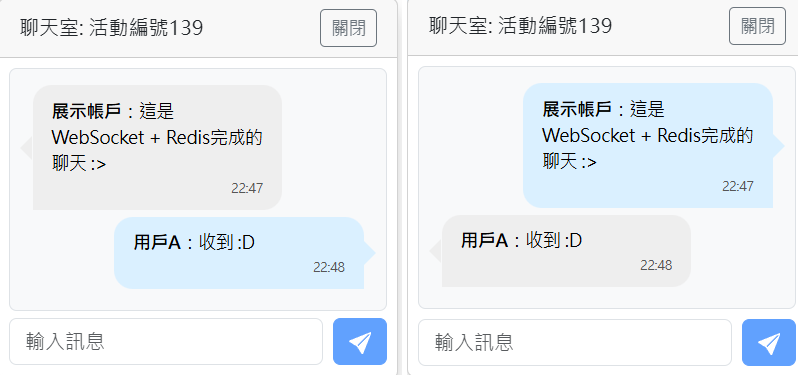 聊天室: 活動編號139
關閉
展示帳戶：這是
WebSocket + Redis完成的
聊天 :>
22:47
用戶A：收到 :D
22:48
輸入訊息
聊天室: 活動編號139
關閉
展示帳戶：這是
WebSocket + Redis完成的
聊天 :>
22:47
用戶A：收到 :D
22:48
輸入訊息